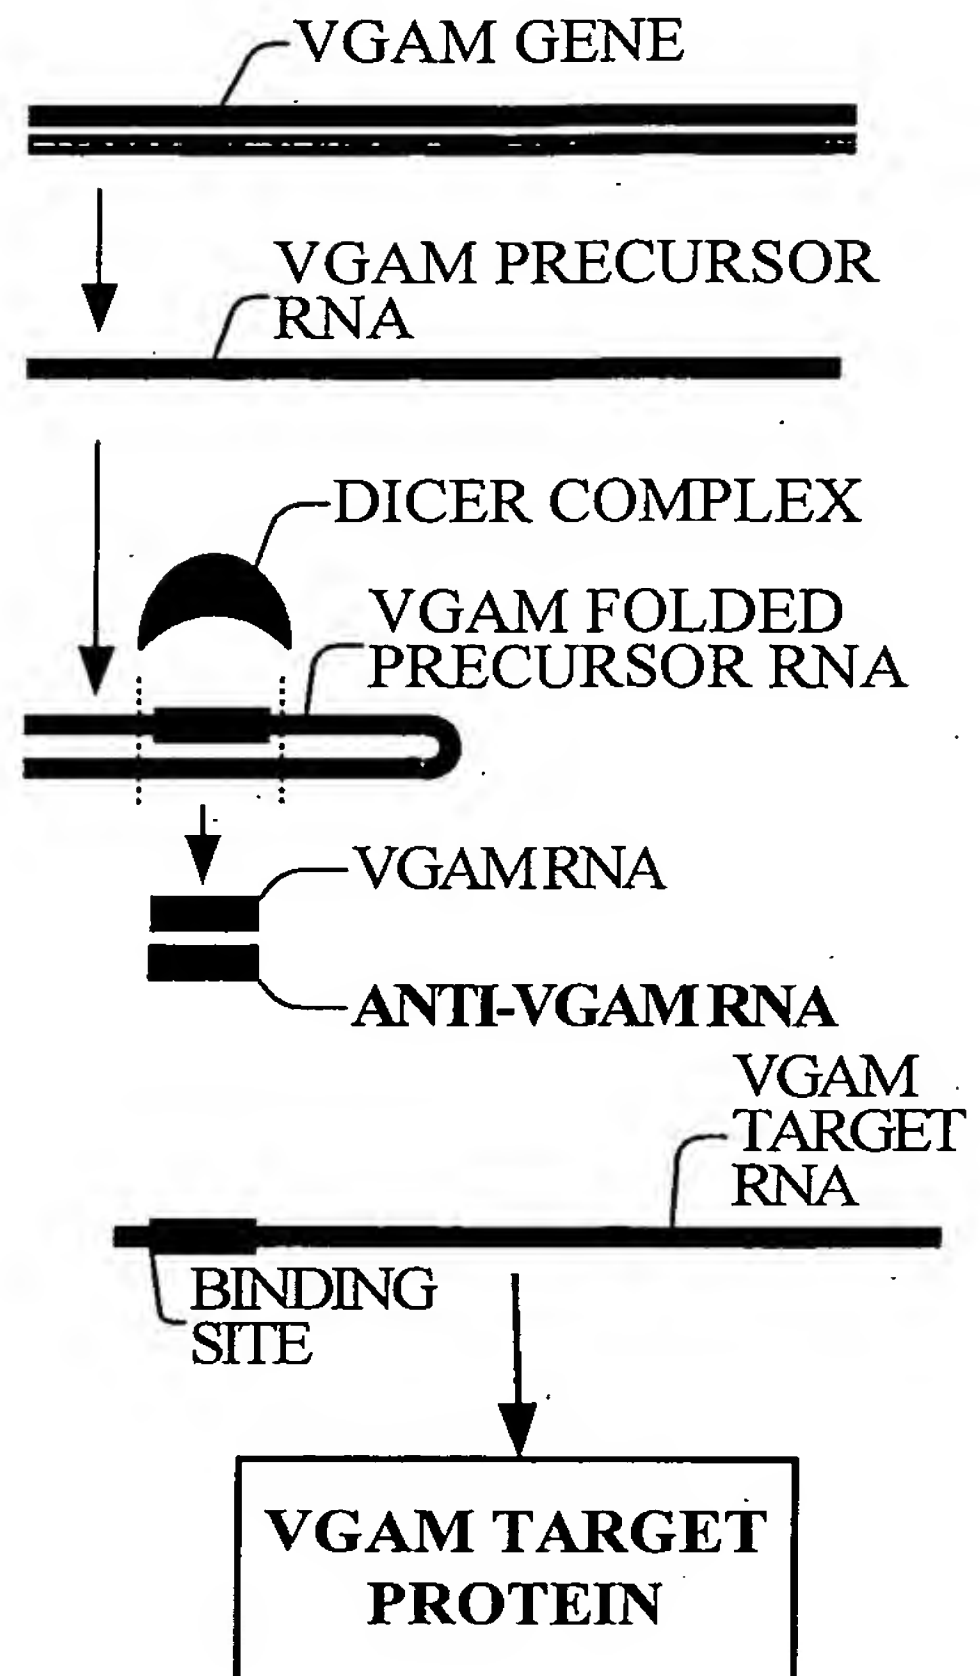 VGAM GENE
VGAM PRECURSOR
RNA
DICER COMPLEX
VGAM FOLDED
PRECURSOR RNA
VGAM RNA
ANTI-VGAM RNA
VGAM
TARGET
RNA
BINDING
SITE
VGAM TARGET
PROTEIN